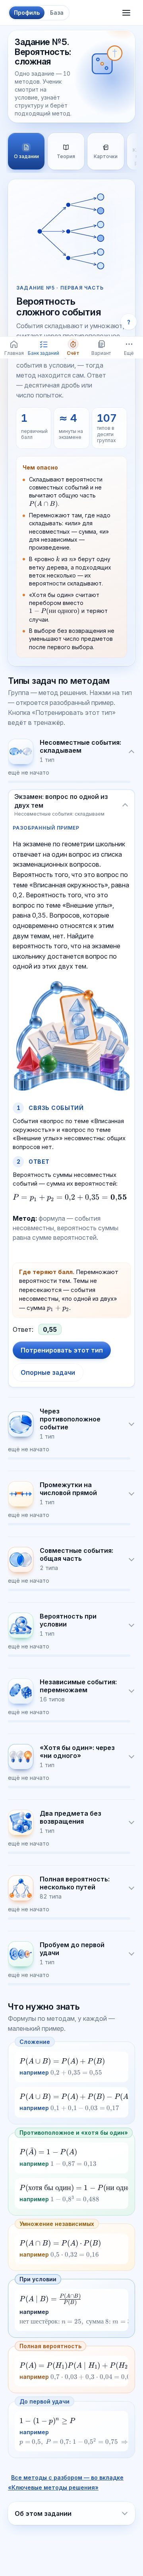 Профиль База
Задание №5.
Вероятность:
сложная
Одно задание — 10
методов. Ученик
смотрит на
условие, узнаёт
структуру и берёт
подходящий метод.
О задании Теория Карточки
ЗАДАНИЕ №5 · ПЕРВАЯ ЧАСТЬ
Вероятность
сложного события
События складывают и умножают,
?
Главная Банк заданий Счёт Вариант Ещё
события в условии, — тогда
метод находится сам. Ответ
— десятичная дробь или
число попыток.
1
первичный
балл
≈ 4
минуты на
экзамене
107
типов в
десяти
группах
Чем опасно
Складывают вероятности
совместных событий и не
вычитают общую часть
P(A ∩ B).
Перемножают там, где надо
складывать: «или» для
несовместных — сумма, «и»
для независимых —
произведение.
В «ровно k из n» берут одну
ветку дерева, а подходящих
веток несколько — их
вероятности складывают.
«Хотя бы один» считают
перебором вместо
1 − P(ни одного) и теряют
случаи.
В выборе без возвращения не
уменьшают число предметов
после первого выбора.
Типы задач по методам
Группа — метод решения. Нажми на тип
— откроется разобранный пример.
Кнопка «Потренировать этот тип»
ведёт в тренажёр.
Несовместные события:
складываем
1 тип
ещё не начато
Экзамен: вопрос по одной из
двух тем
Несовместные события: складываем
РАЗОБРАННЫЙ ПРИМЕР
На экзамене по геометрии школьник
отвечает на один вопрос из списка
экзаменационных вопросов.
Вероятность того, что это вопрос по
теме «Вписанная окружность», равна
0,2. Вероятность того, что это
вопрос по теме «Внешние углы»,
равна 0,35. Вопросов, которые
одновременно относятся к этим
двум темам, нет. Найдите
вероятность того, что на экзамене
школьнику достанется вопрос по
одной из этих двух тем.
1 СВЯЗЬ СОБЫТИЙ
События «вопрос по теме «Вписанная
окружность»» и «вопрос по теме
«Внешние углы»» несовместны: общих
вопросов нет.
2 ОТВЕТ
Вероятность суммы несовместных
событий — сумма их вероятностей:
P = p₁ + p₂ = 0,2 + 0,35 = 0,55
Метод: формула — события
несовместны, вероятность суммы
равна сумме вероятностей.
Где теряют балл. Перемножают
вероятности тем. Темы не
пересекаются — события
несовместны, «по одной из двух»
— сумма p₁ + p₂.
Ответ: 0,55
Потренировать этот тип
Опорные задачи
Через
противоположное
событие
1 тип
ещё не начато
Промежутки на
числовой прямой
1 тип
ещё не начато
Совместные события:
общая часть
2 типа
ещё не начато
Вероятность при
условии
1 тип
ещё не начато
Независимые события:
перемножаем
16 типов
ещё не начато
«Хотя бы один»: через
«ни одного»
1 тип
ещё не начато
Два предмета без
возвращения
1 тип
ещё не начато
Полная вероятность:
несколько путей
82 типа
ещё не начато
Пробуем до первой
удачи
1 тип
ещё не начато
Что нужно знать
Формулы по методам, у каждой —
маленький пример.
Сложение
P(A ∪ B) = P(A) + P(B)
например 0,2 + 0,35 = 0,55
P(A ∪ B) = P(A) + P(B) − P(A
например 0,1 + 0,1 − 0,03 = 0,17
Противоположное и «хотя бы один»
P(Ā) = 1 − P(A)
например 1 − 0,87 = 0,13
P(хотя бы один) = 1 − P(ни одн
например 1 − 0,8³ = 0,488
Умножение независимых
P(A ∩ B) = P(A) · P(B)
например 0,5 · 0,32 = 0,16
При условии
P(A | B) = P(A∩B)/P(B)
например
нет шестёрок: n = 25, сумма 8: m =
Полная вероятность
P(A) = P(H₁)P(A | H₁) + P(H₂
например 0,7 · 0,03 + 0,3 · 0,04 = 0,0
До первой удачи
1 − (1 − p)ⁿ ≥ P
например
p = 0,5, P = 0,7: 1 − 0,5² = 0,75 ⇒
Все методы с разбором — во вкладке
«Ключевые методы решения»
Об этом задании